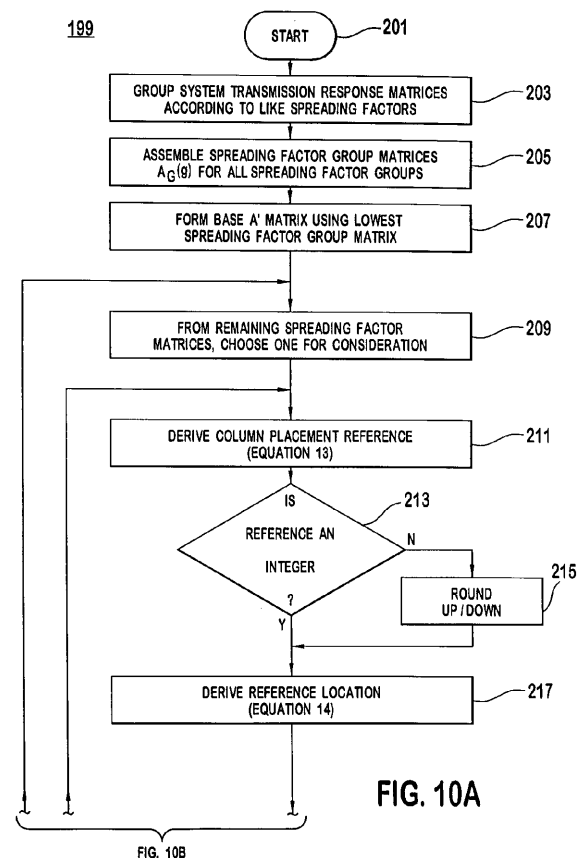 199
START
201
GROUP SYSTEM TRANSMISSION RESPONSE MATRICES
ACCORDING TO LIKE SPREADING FACTORS
203
ASSEMBLE SPREADING FACTOR GROUP MATRICES
AG(g) FOR ALL SPREADING FACTOR GROUPS
205
FORM BASE A' MATRIX USING LOWEST
SPREADING FACTOR GROUP MATRIX
207
FROM REMAINING SPREADING FACTOR
MATRICES, CHOOSE ONE FOR CONSIDERATION
209
DERIVE COLUMN PLACEMENT REFERENCE
(EQUATION 13)
211
IS
REFERENCE AN
INTEGER
?
213
N
Y
ROUND
UP/DOWN
215
DERIVE REFERENCE LOCATION
(EQUATION 14)
217
FIG. 10A
FIG. 10B